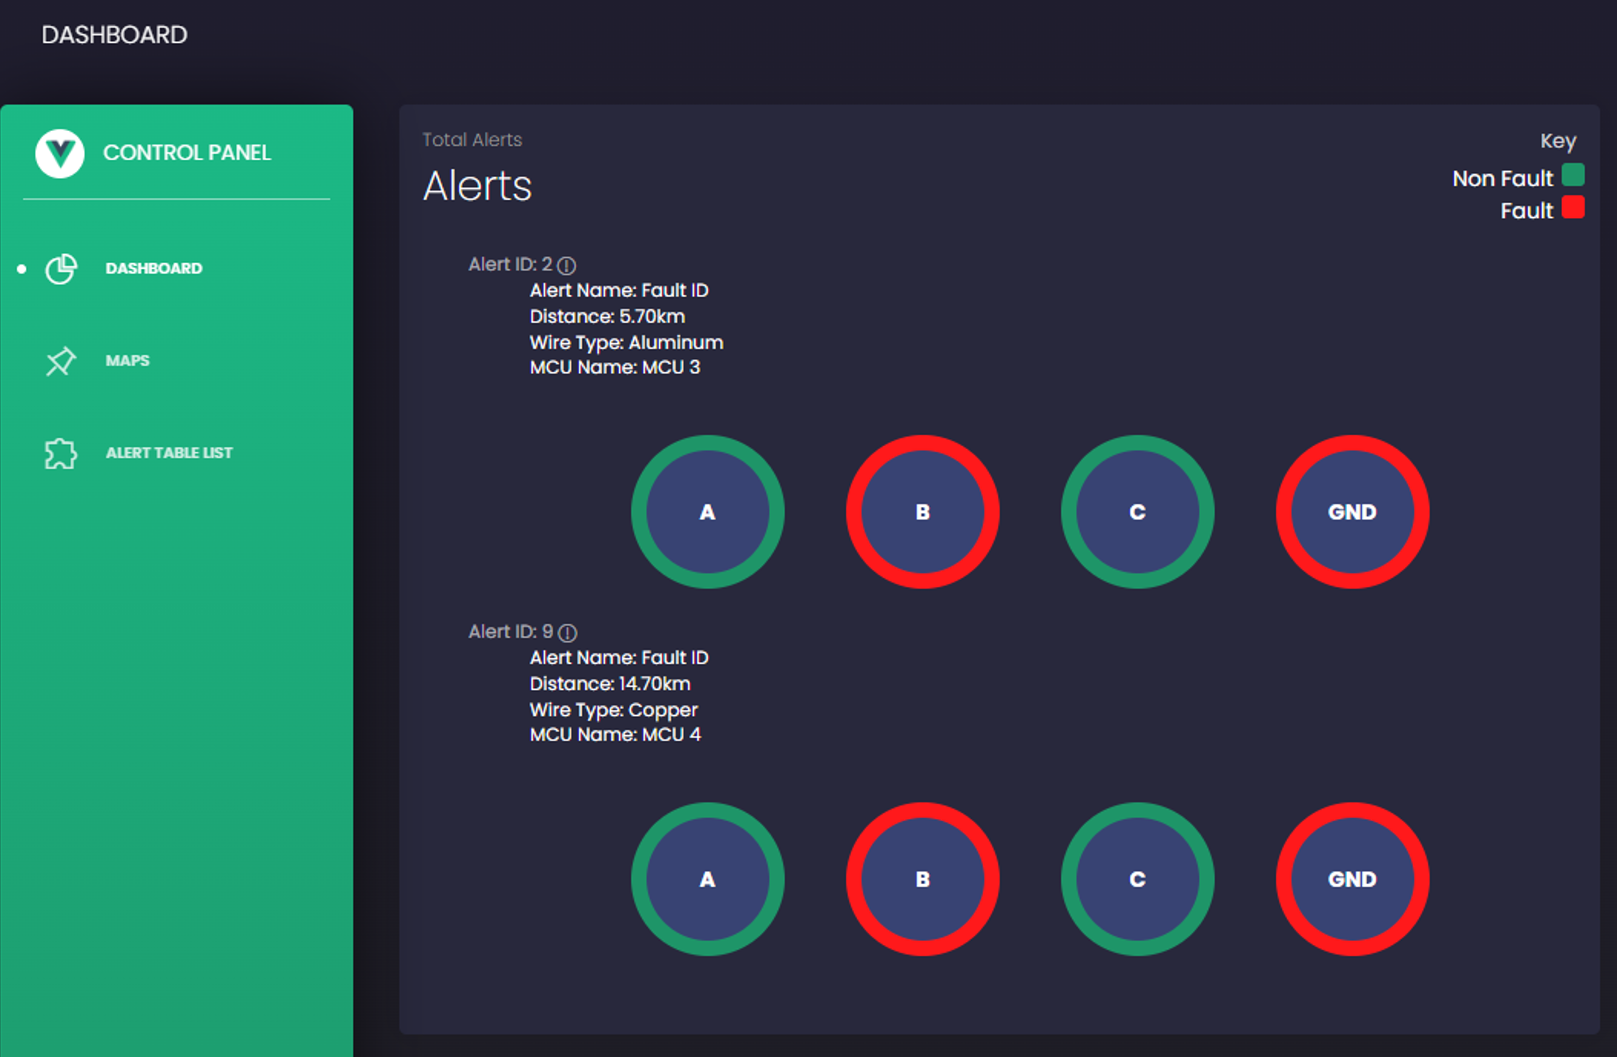 DASHBOARD
CONTROL PANEL
DASHBOARD
MAPS
ALERT TABLE LIST
Total Alerts
Alerts
Key
Non Fault
Fault
Alert ID: 2
Alert Name: Fault ID
Distance: 5.70km
Wire Type: Aluminum
MCU Name: MCU 3
A B C GND
Alert ID: 9
Alert Name: Fault ID
Distance: 14.70km
Wire Type: Copper
MCU Name: MCU 4
A B C GND